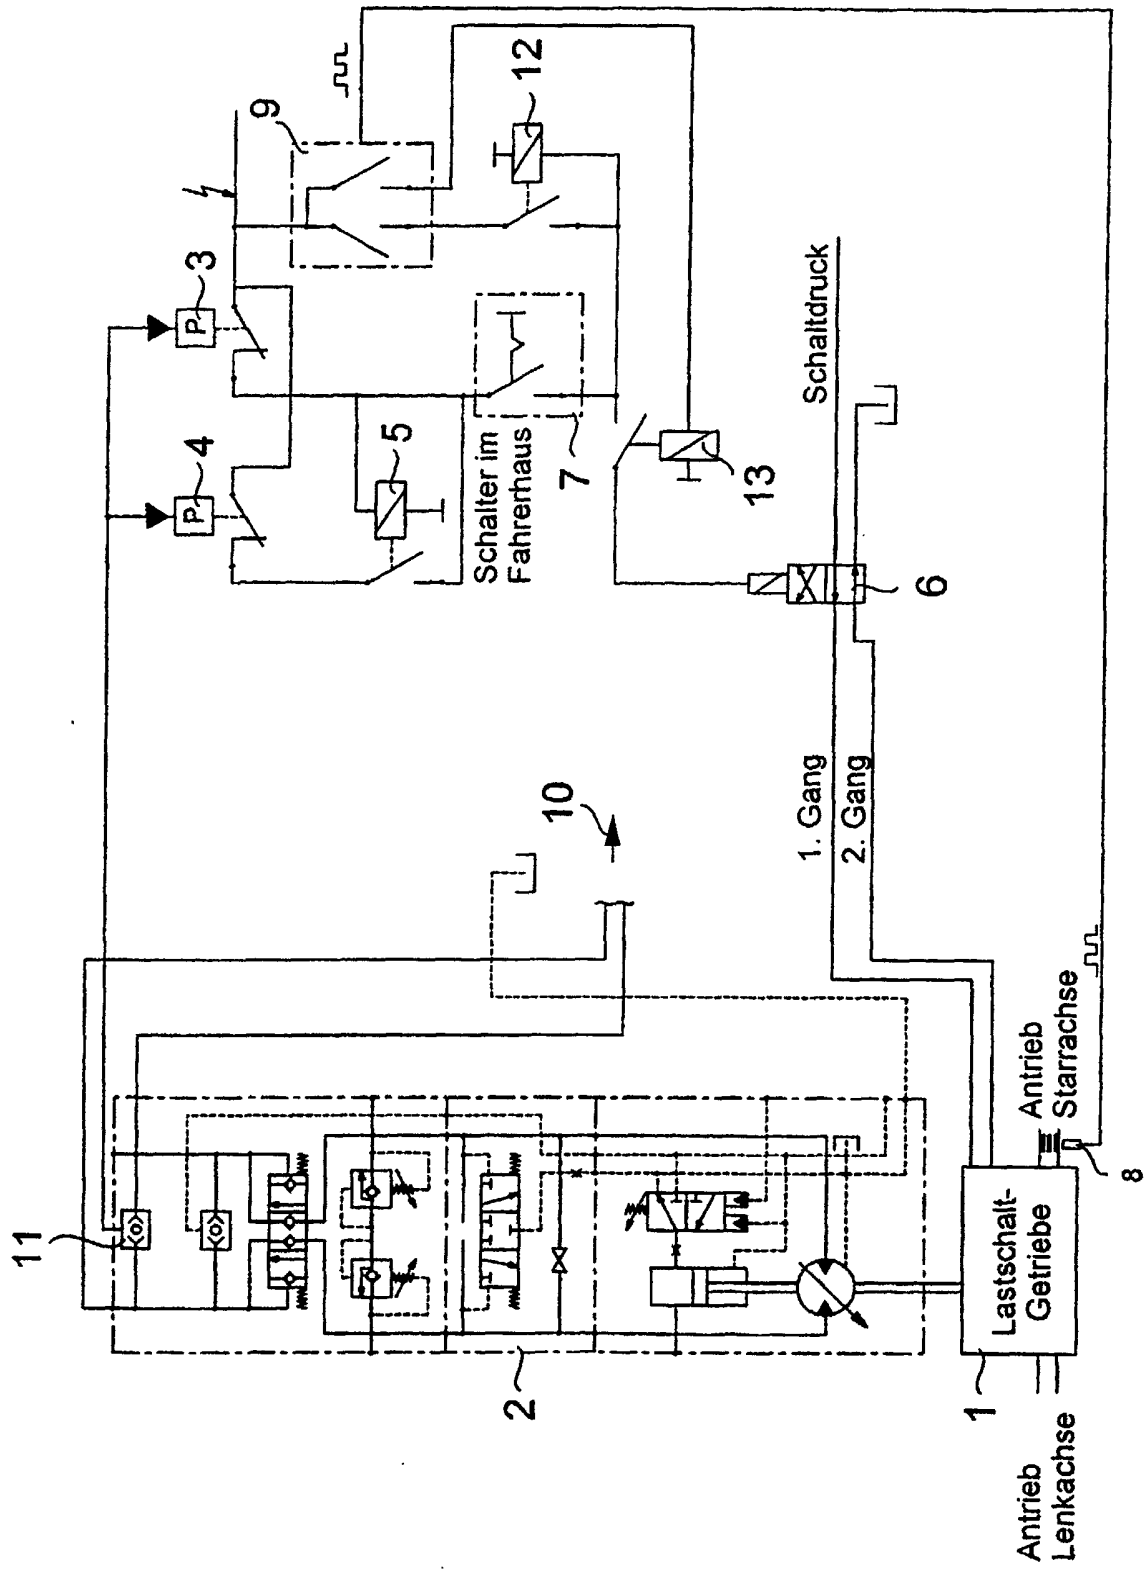 11
2
10
4
P
3
P
5
Schalter im
Fahrerhaus
7
9
12
13
Schaltdruck
6
1. Gang
2. Gang
Antrieb
Starrachse
8
Lastschalt-
Getriebe
1
Antrieb
Lenkachse